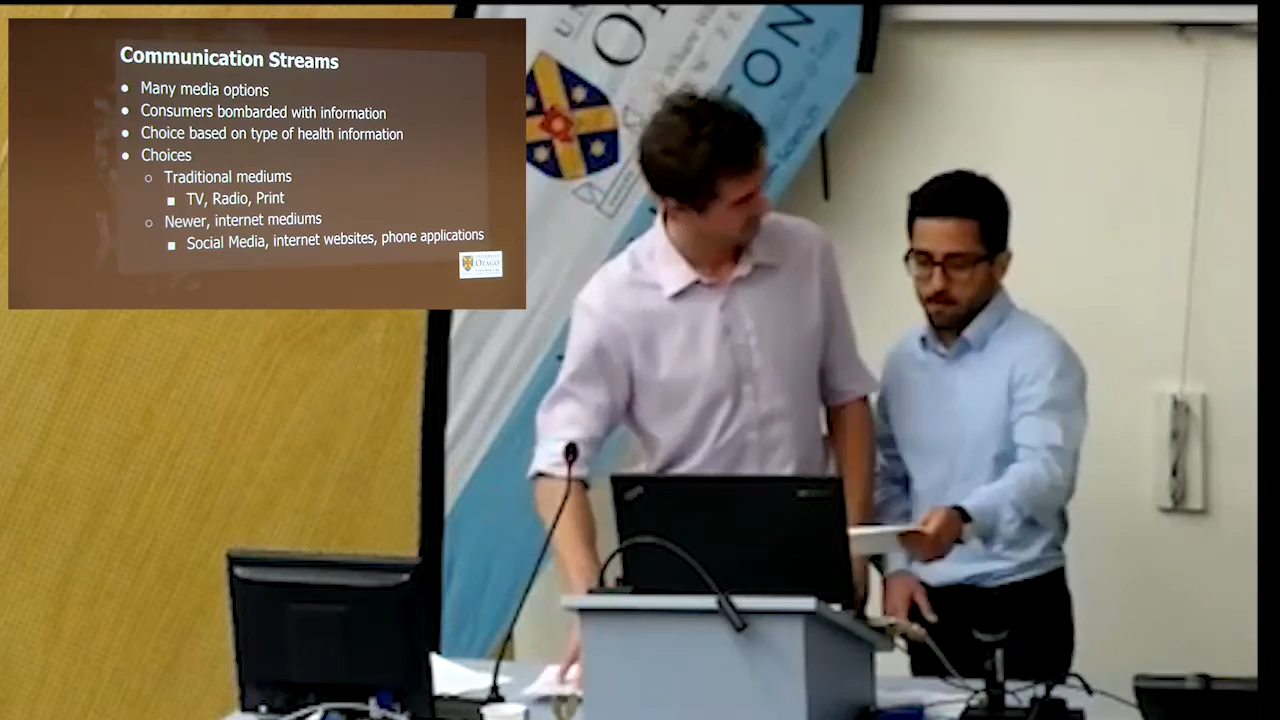 Communication Streams
● Many media options
● Consumers bombarded with information
● Choice based on type of health information
● Choices
○ Traditional mediums
■ TV, Radio, Print
○ Newer, internet mediums
■ Social Media, internet websites, phone applications
OTAGO